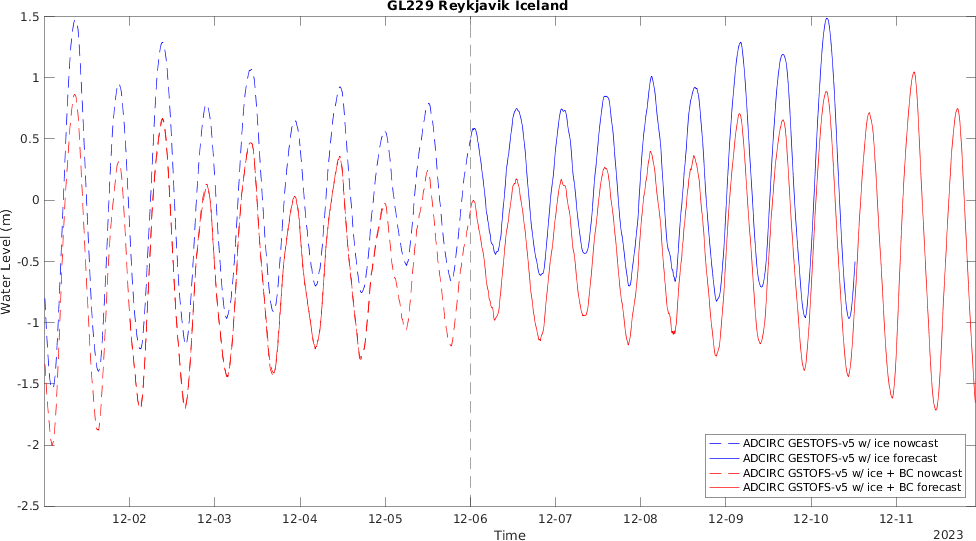 GL229 Reykjavik Iceland
1.5
1
0.5
0
-0.5
-1
-1.5
-2
-2.5
Water Level (m)
12-02
12-03
12-04
12-05
12-06
12-07
12-08
12-09
12-10
12-11
Time
2023
ADCIRC GESTOFS-v5 w/ ice nowcast
ADCIRC GESTOFS-v5 w/ ice forecast
ADCIRC GSTOFS-v5 w/ ice + BC nowcast
ADCIRC GSTOFS-v5 w/ ice + BC forecast